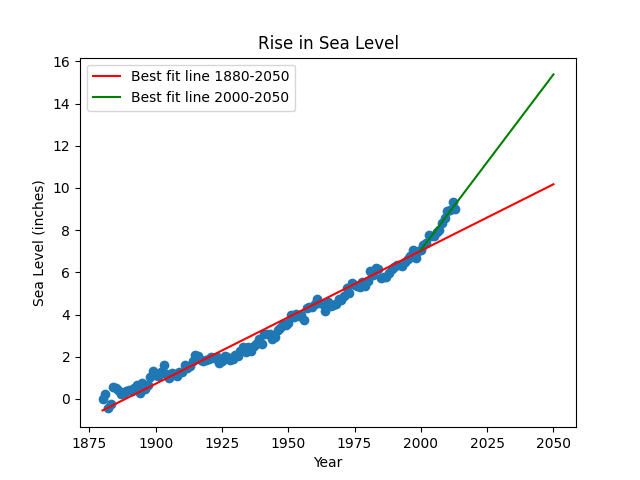 Rise in Sea Level
Best fit line 1880-2050
Best fit line 2000-2050
16
14
12
10
8
6
4
2
0
Sea Level (inches)
1875 1900 1925 1950 1975 2000 2025 2050
Year